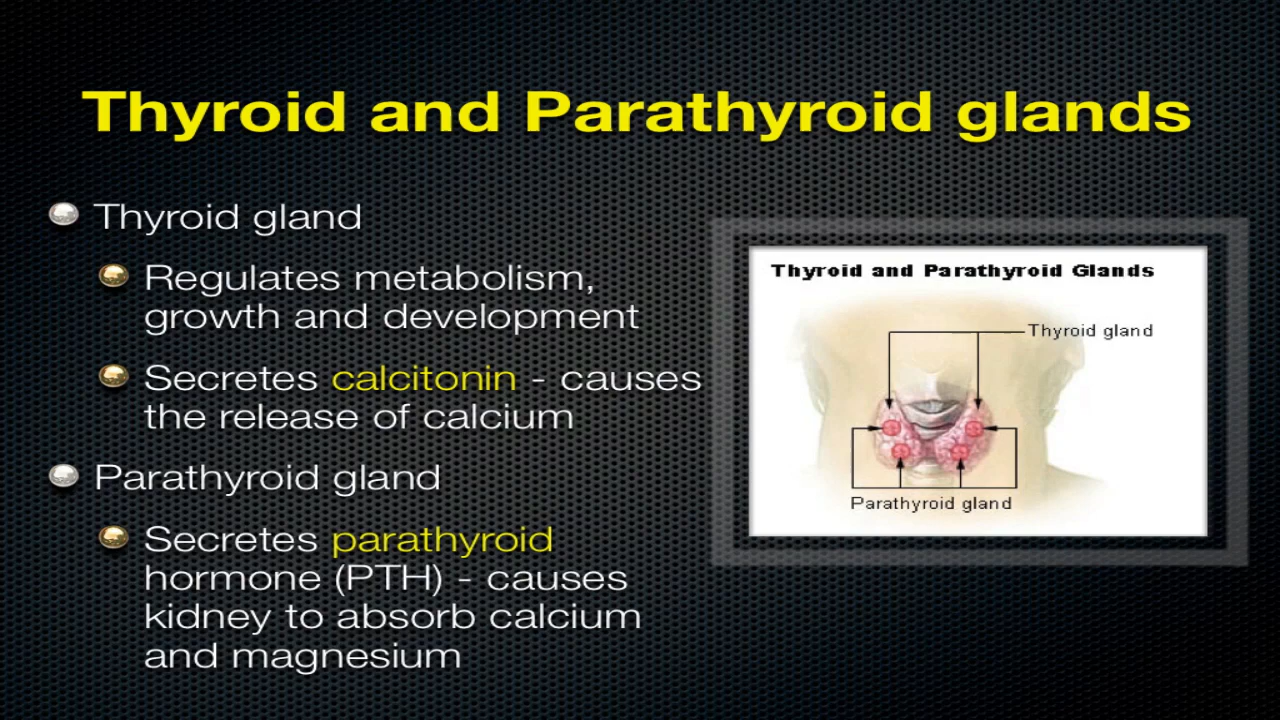 Thyroid and Parathyroid glands
Thyroid gland
Regulates metabolism,
growth and development
Secretes calcitonin - causes
the release of calcium
Parathyroid gland
Secretes parathyroid
hormone (PTH) - causes
kidney to absorb calcium
and magnesium
Thyroid and Parathyroid Glands
Thyroid gland
Parathyroid gland